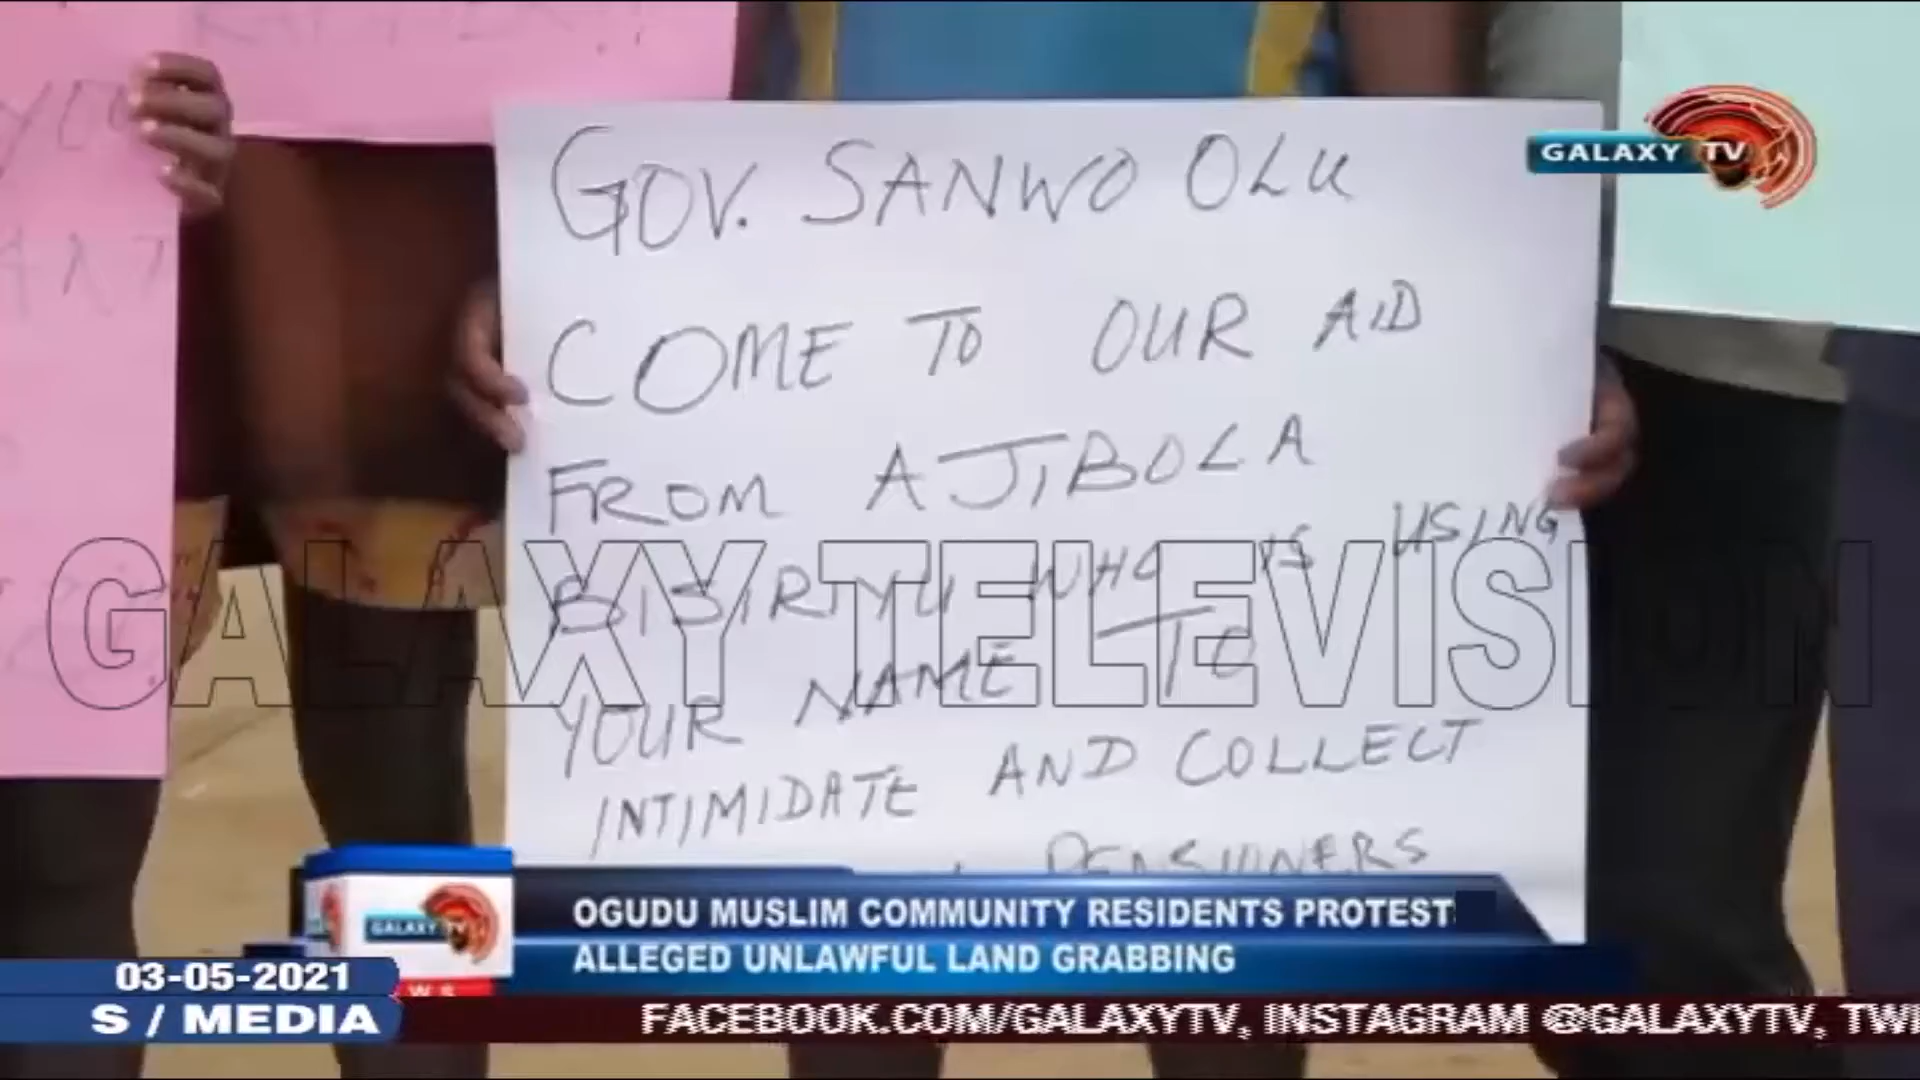 YOU
GOV. SANWO OLU
COME TO OUR AID
FROM AJIBOLA
BISIRIYU WHO IS USING
YOUR NAME TO
INTIMIDATE AND COLLECT
PENSIONERS
GALAXY TV
GALAXY TELEVISION
GALAXY TV
OGUDU MUSLIM COMMUNITY RESIDENTS PROTEST
ALLEGED UNLAWFUL LAND GRABBING
03-05-2021
W S
S / MEDIA
FACEBOOK.COM/GALAXYTV, INSTAGRAM @GALAXYTV, TWI